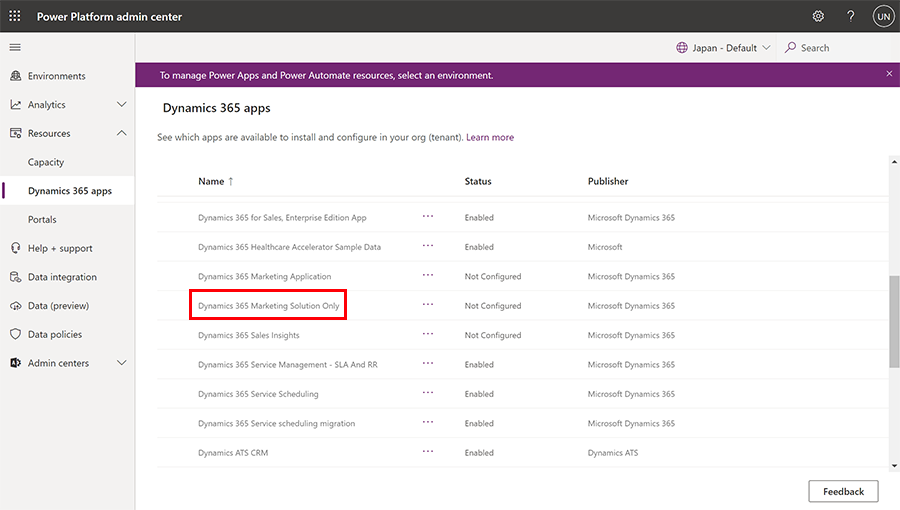 Power Platform admin center
? UN
Japan - Default Search
Environments
Analytics
Resources
Capacity
Dynamics 365 apps
Portals
Help + support
Data integration
Data (preview)
Data policies
Admin centers
To manage Power Apps and Power Automate resources, select an environment.
Dynamics 365 apps
See which apps are available to install and configure in your org (tenant). Learn more
Name ↑ Status Publisher
Dynamics 365 for Sales, Enterprise Edition App ... Enabled Microsoft Dynamics 365
Dynamics 365 Healthcare Accelerator Sample Data ... Enabled Microsoft
Dynamics 365 Marketing Application ... Not Configured Microsoft Dynamics 365
Dynamics 365 Marketing Solution Only ... Not Configured Microsoft Dynamics 365
Dynamics 365 Sales Insights ... Not Configured Microsoft Dynamics 365
Dynamics 365 Service Management - SLA And RR ... Enabled Microsoft Dynamics 365
Dynamics 365 Service Scheduling ... Enabled Microsoft Dynamics 365
Dynamics 365 Service scheduling migration ... Enabled Microsoft Dynamics 365
Dynamics ATS CRM ... Enabled Dynamics ATS
Feedback